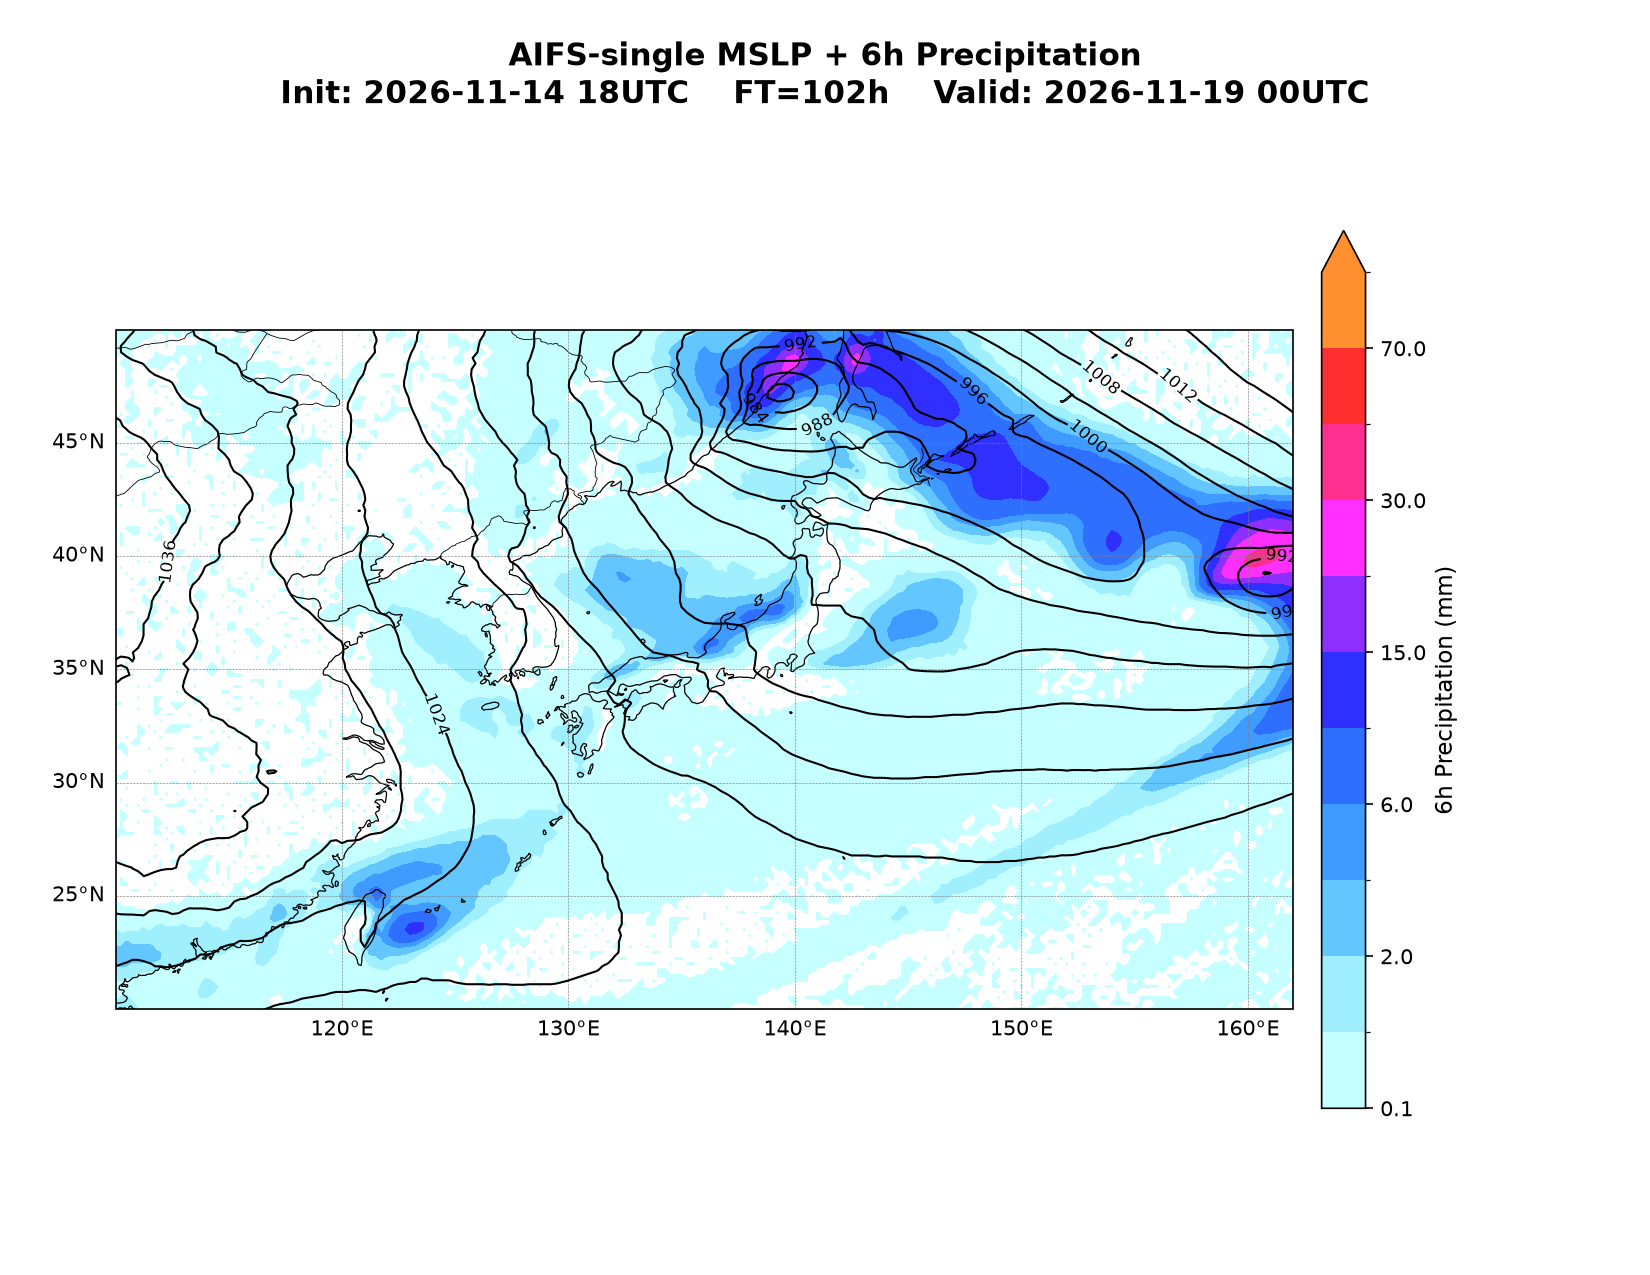 AIFS-single MSLP + 6h Precipitation
Init: 2026-11-14 18UTC    FT=102h    Valid: 2026-11-19 00UTC
992
984
988
996
1000
1008
1012
992
1036
1024
45°N
40°N
35°N
30°N
25°N
120°E
130°E
140°E
150°E
160°E
70.0
30.0
15.0
6.0
2.0
0.1
6h Precipitation (mm)